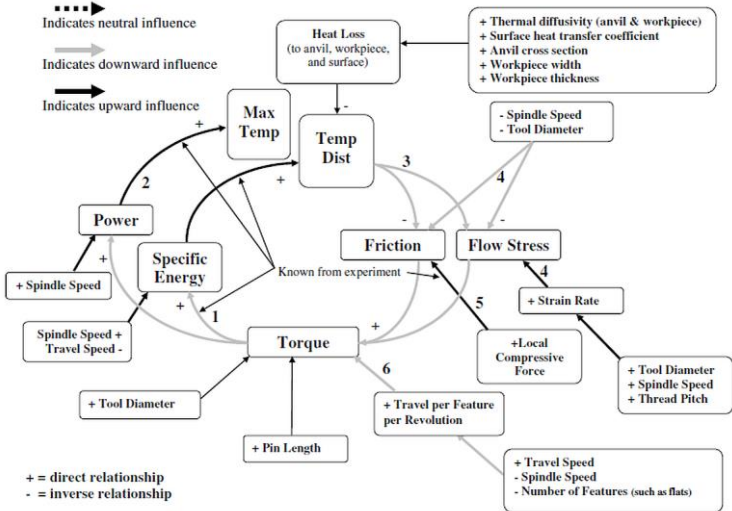 Indicates neutral influence
Indicates downward influence
Indicates upward influence
Heat Loss
(to anvil, workpiece,
and surface)
+ Thermal diffusivity (anvil & workpiece)
+ Surface heat transfer coefficient
+ Anvil cross section
+ Workpiece width
+ Workpiece thickness
-
Max
Temp
+
Temp
Dist
+
- Spindle Speed
- Tool Diameter
2
3
4
Power
+
Specific
Energy
+
-
-
Friction
Flow Stress
+ Spindle Speed
Known from experiment
4
+ Strain Rate
Spindle Speed +
Travel Speed -
1
5
Torque
+
+Local
Compressive
Force
+ Tool Diameter
6
+ Travel per Feature
per Revolution
+ Tool Diameter
+ Spindle Speed
+ Thread Pitch
+ Pin Length
+ Travel Speed
- Spindle Speed
- Number of Features (such as flats)
+ = direct relationship
- = inverse relationship